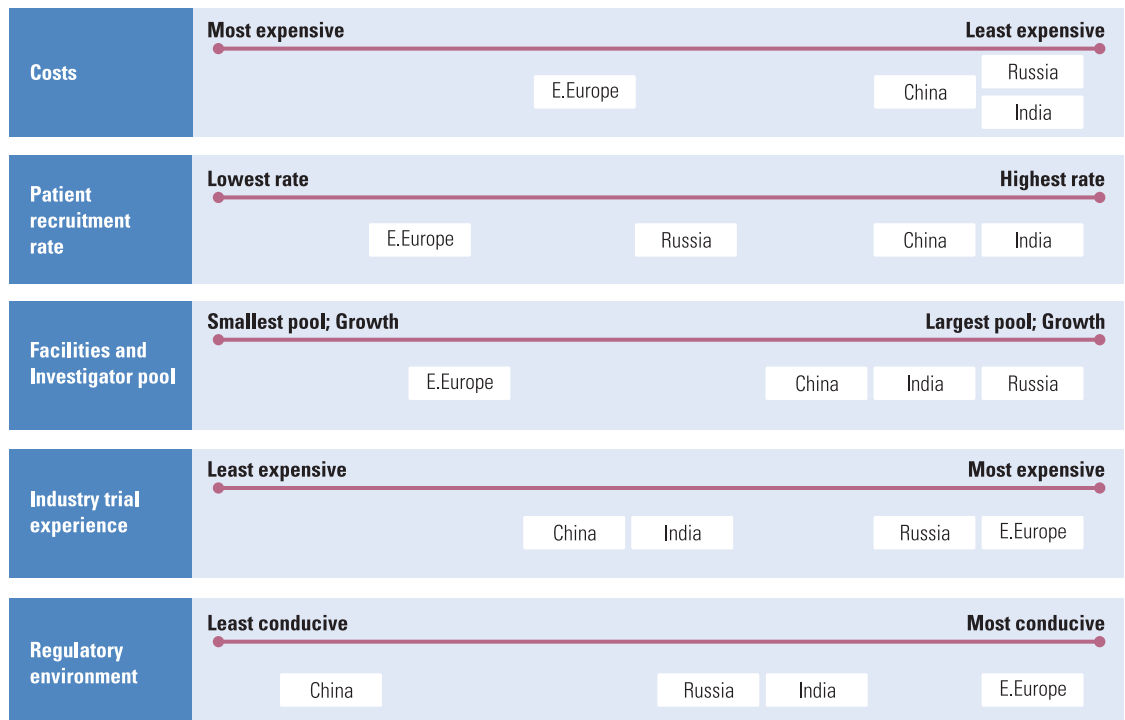 Most expensive Least expensive
Costs
E.Europe China Russia
India
Lowest rate Highest rate
Patient
recruitment
rate
E.Europe Russia China India
Smallest pool; Growth Largest pool; Growth
Facilities and
Investigator pool
E.Europe China India Russia
Least expensive Most expensive
Industry trial
experience
China India Russia E.Europe
Least conducive Most conducive
Regulatory
environment
China Russia India E.Europe